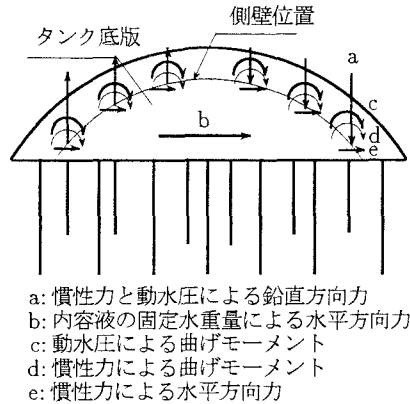 側壁位置
タンク底版
a
c
b
d
e
a: 慣性力と動水圧による鉛直方向力
b: 内容液の固定水重量による水平方向力
c: 動水圧による曲げモーメント
d: 慣性力による曲げモーメント
e: 慣性力による水平方向力